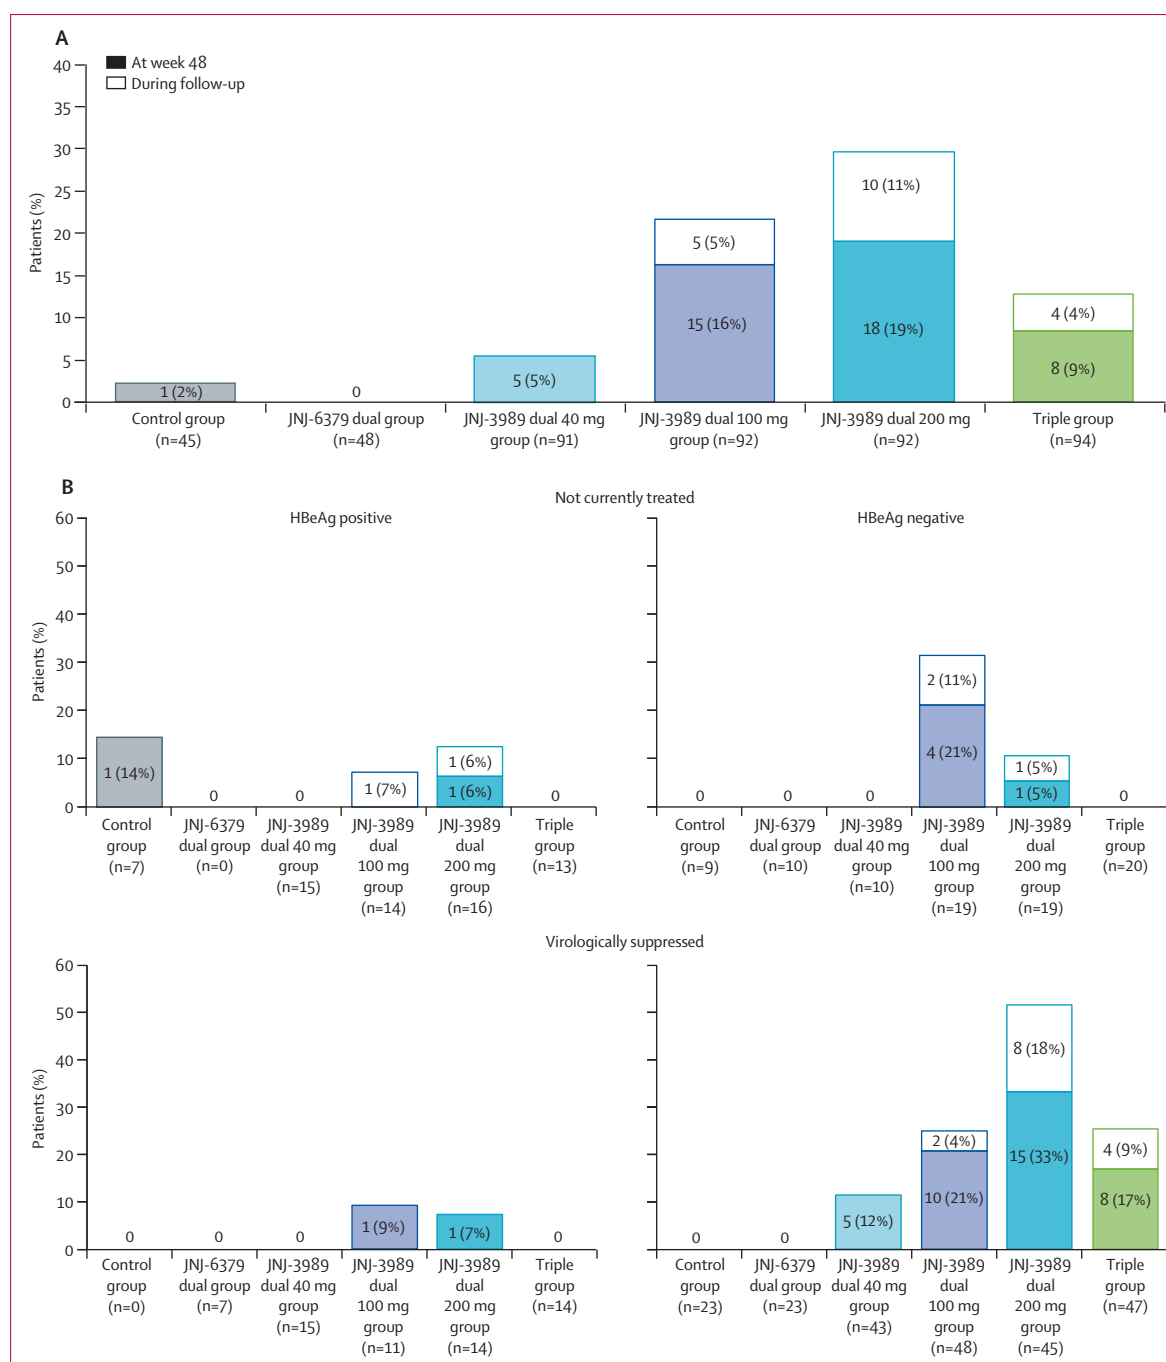 A
At week 48
During follow-up
40
35
30
25
20
15
10
5
0
Patients (%)
1 (2%)
0
5 (5%)
5 (5%)
15 (16%)
10 (11%)
18 (19%)
4 (4%)
8 (9%)
Control group
(n=45)
JNJ-6379 dual group
(n=48)
JNJ-3989 dual 40 mg
group (n=91)
JNJ-3989 dual 100 mg
group (n=92)
JNJ-3989 dual 200 mg
(n=92)
Triple group
(n=94)
B
Not currently treated
HBeAg positive
60
50
40
30
20
10
0
Patients (%)
1 (14%)
0
0
1 (7%)
1 (6%)
1 (6%)
0
Control
group
(n=7)
JNJ-6379
dual group
(n=0)
JNJ-3989
dual 40 mg
group
(n=15)
JNJ-3989
dual
100 mg
group
(n=14)
JNJ-3989
dual
200 mg
group
(n=16)
Triple
group
(n=13)
HBeAg negative
0
0
0
2 (11%)
4 (21%)
1 (5%)
1 (5%)
0
Control
group
(n=9)
JNJ-6379
dual group
(n=10)
JNJ-3989
dual 40 mg
group
(n=10)
JNJ-3989
dual
100 mg
group
(n=19)
JNJ-3989
dual
200 mg
group
(n=19)
Triple
group
(n=20)
Virologically suppressed
60
50
40
30
20
10
0
Patients (%)
0
0
0
1 (9%)
1 (7%)
0
Control
group
(n=0)
JNJ-6379
dual group
(n=7)
JNJ-3989
dual 40 mg
group
(n=15)
JNJ-3989
dual
100 mg
group
(n=11)
JNJ-3989
dual
200 mg
group
(n=14)
Triple
group
(n=14)
0
0
5 (12%)
2 (4%)
10 (21%)
8 (18%)
15 (33%)
4 (9%)
8 (17%)
Control
group
(n=23)
JNJ-6379
dual group
(n=23)
JNJ-3989
dual 40 mg
group
(n=43)
JNJ-3989
dual
100 mg
group
(n=48)
JNJ-3989
dual
200 mg
group
(n=45)
Triple
group
(n=47)